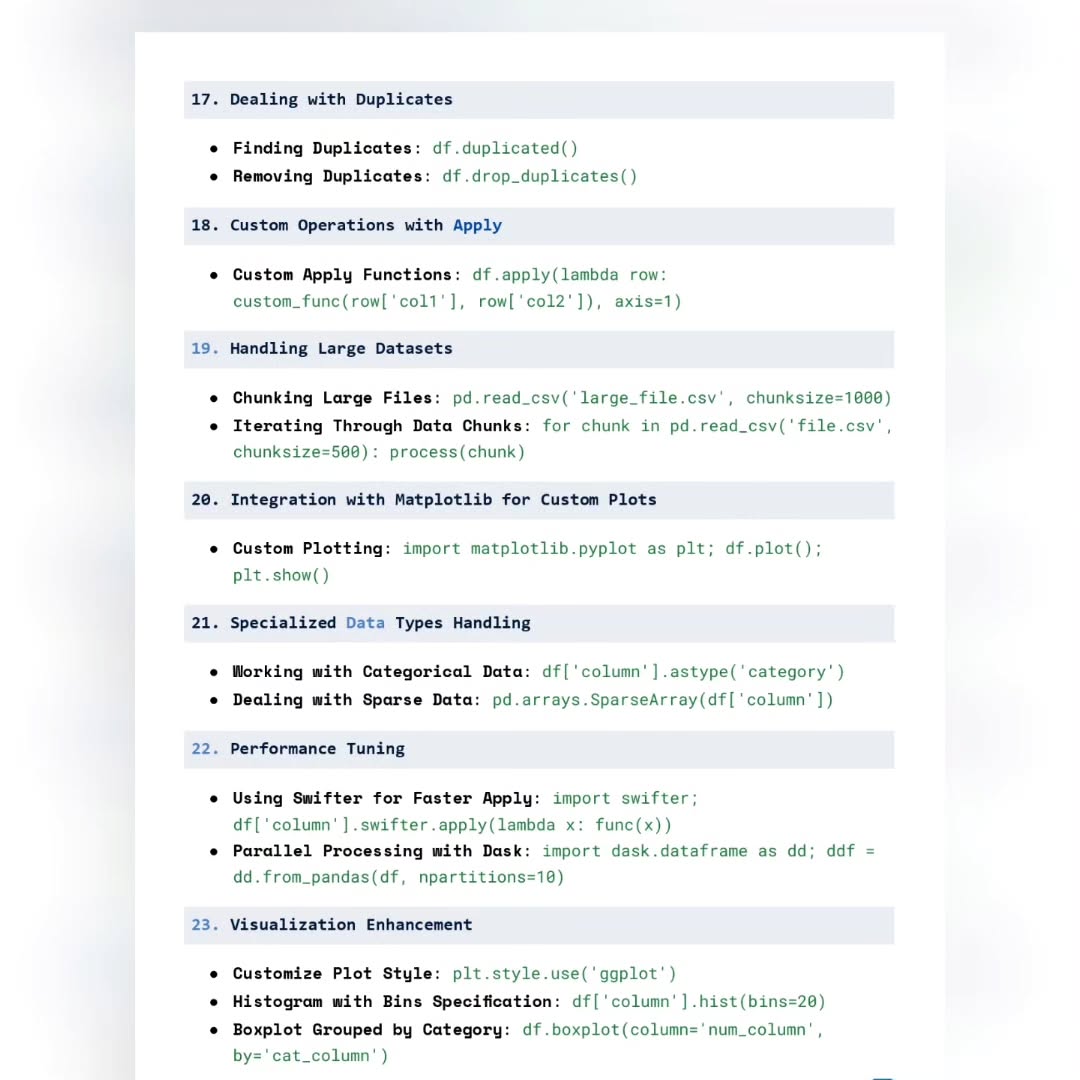 17. Dealing with Duplicates
● Finding Duplicates: df.duplicated()
● Removing Duplicates: df.drop_duplicates()
18. Custom Operations with Apply
● Custom Apply Functions: df.apply(lambda row:
custom_func(row['col1'], row['col2']), axis=1)
19. Handling Large Datasets
● Chunking Large Files: pd.read_csv('large_file.csv', chunksize=1000)
● Iterating Through Data Chunks: for chunk in pd.read_csv('file.csv',
chunksize=500): process(chunk)
20. Integration with Matplotlib for Custom Plots
● Custom Plotting: import matplotlib.pyplot as plt; df.plot();
plt.show()
21. Specialized Data Types Handling
● Working with Categorical Data: df['column'].astype('category')
● Dealing with Sparse Data: pd.arrays.SparseArray(df['column'])
22. Performance Tuning
● Using Swifter for Faster Apply: import swifter;
df['column'].swifter.apply(lambda x: func(x))
● Parallel Processing with Dask: import dask.dataframe as dd; ddf =
dd.from_pandas(df, npartitions=10)
23. Visualization Enhancement
● Customize Plot Style: plt.style.use('ggplot')
● Histogram with Bins Specification: df['column'].hist(bins=20)
● Boxplot Grouped by Category: df.boxplot(column='num_column',
by='cat_column')